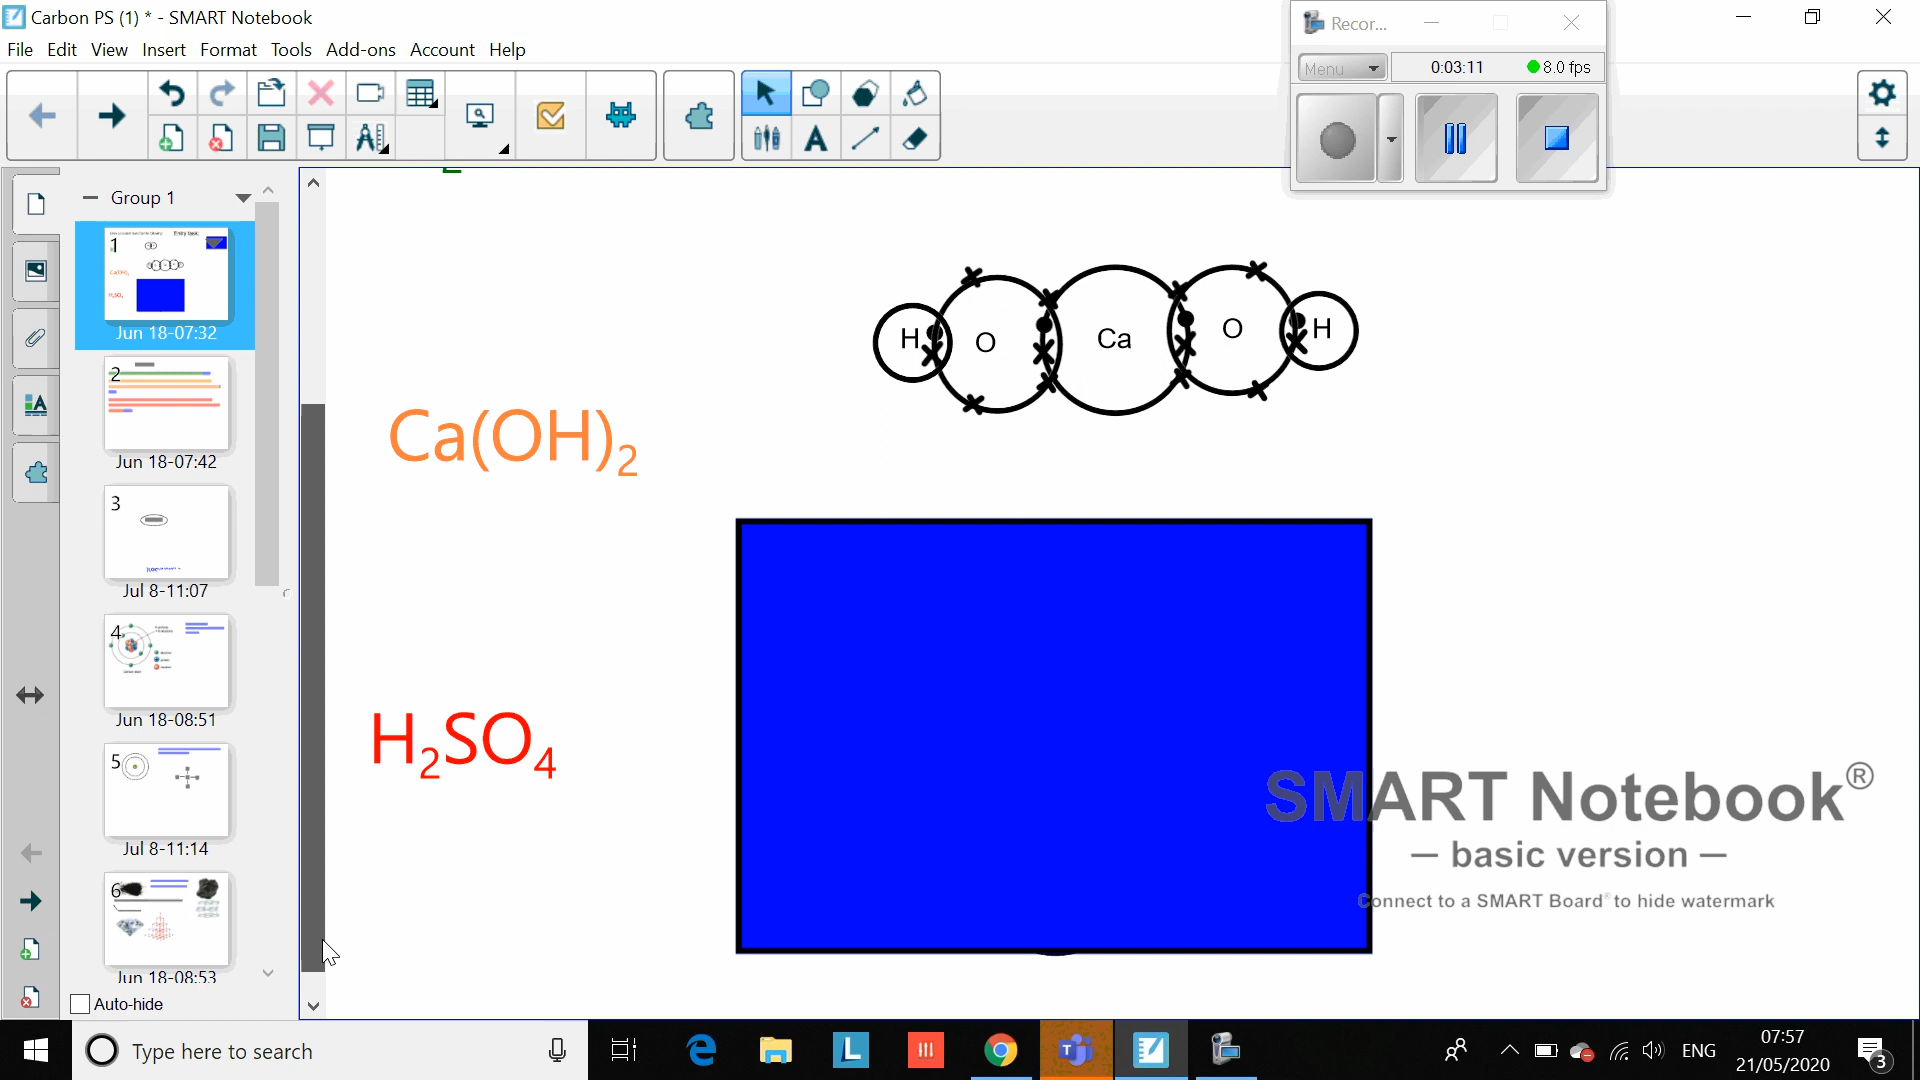 Carbon PS (1) * - SMART Notebook
Recor...
File Edit View Insert Format Tools Add-ons Account Help
Menu 0:03:11 8.0 fps
Group 1
1
Jun 18-07:32
2
Jun 18-07:42
3
Jul 8-11:07
4
Jun 18-08:51
5
Jul 8-11:14
6
Jun 18-08:53
Auto-hide
H O Ca O H
Ca(OH)2
H2SO4
SMART Notebook®
— basic version —
Connect to a SMART Board® to hide watermark
Type here to search
ENG
07:57
21/05/2020
3